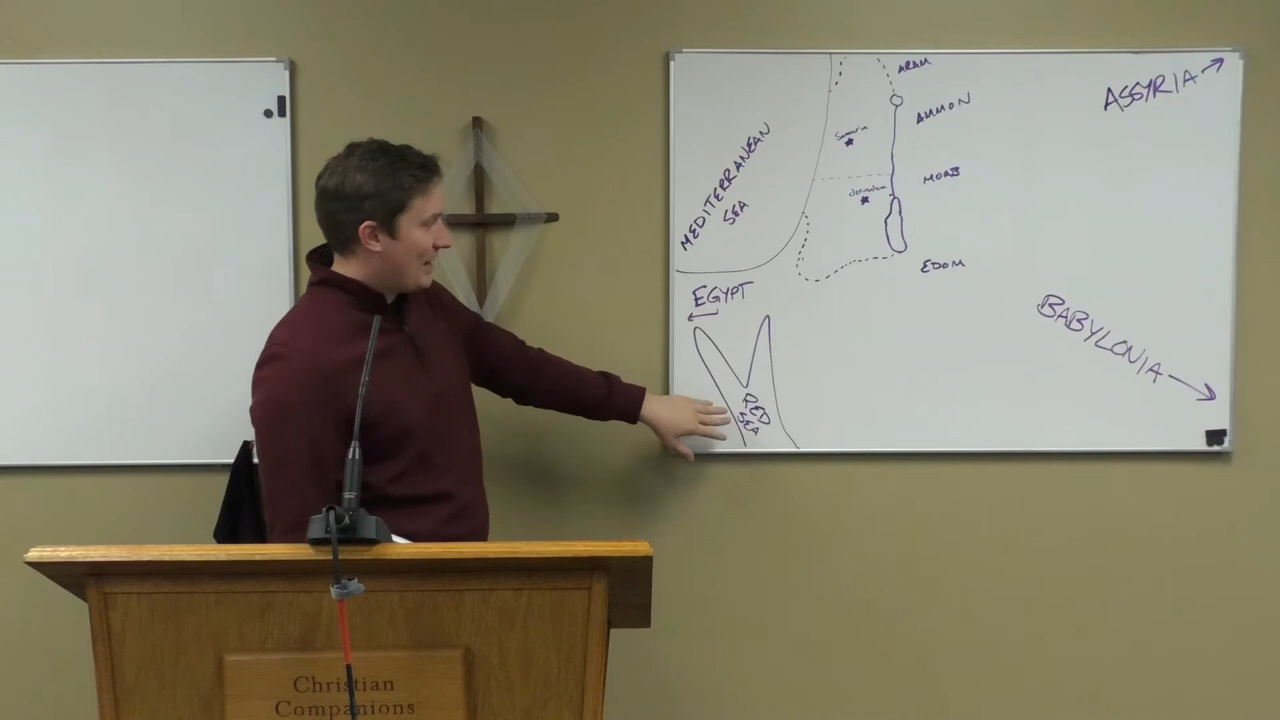 ARAM
ASSYRIA
AMMON
Samaria
MEDITERRANEAN
SEA
MOAB
Jerusalem
EDOM
EGYPT
BABYLONIA
RED
SEA
Christian
Companions